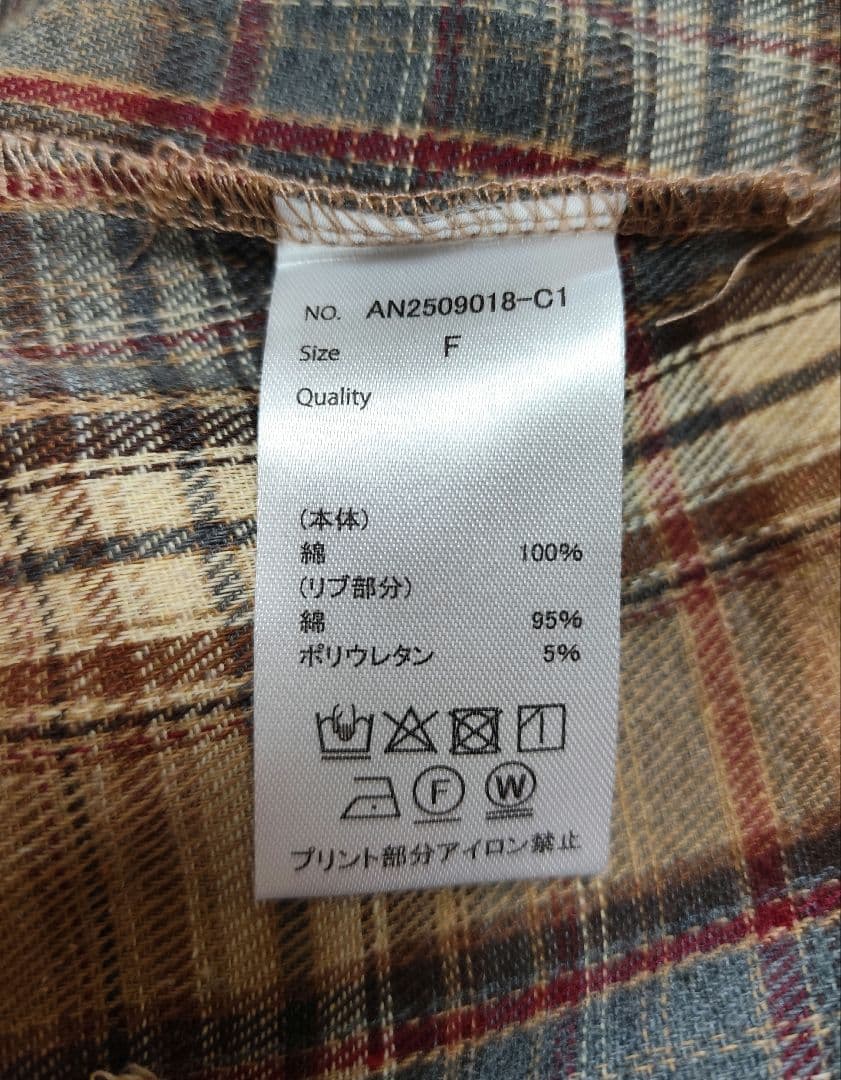 NO. AN2509018-C1
Size F
Quality
(本体)
綿 100%
(リブ部分)
綿 95%
ポリウレタン 5%
F W
プリント部分アイロン禁止